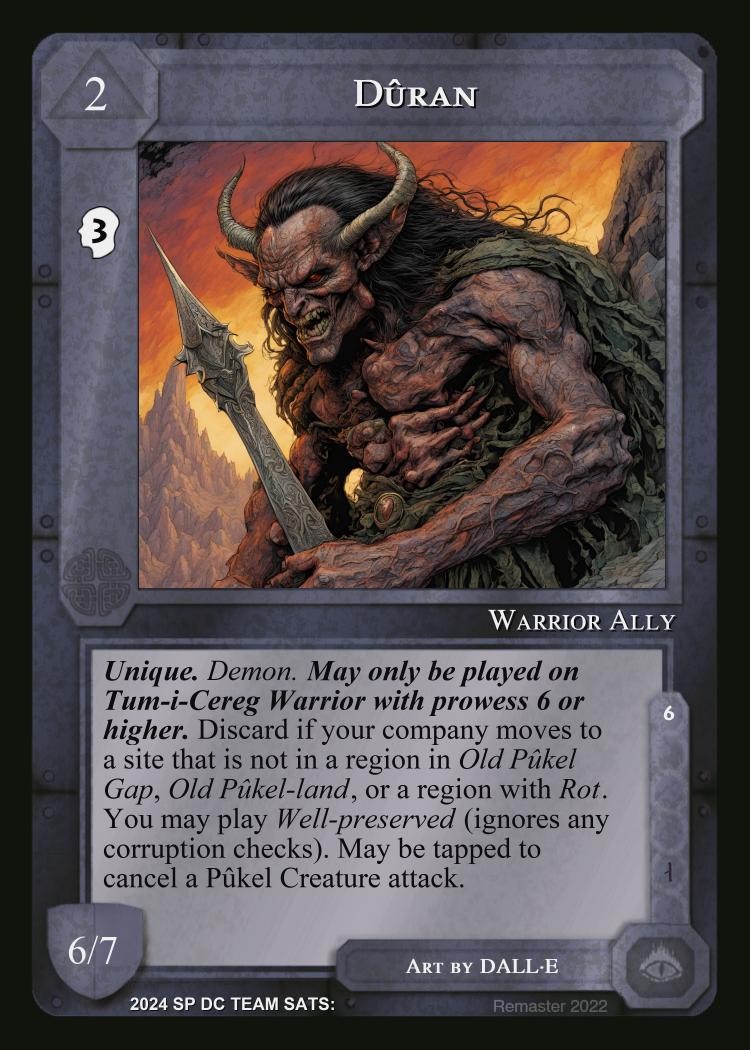 2
DÛRAN
3
WARRIOR ALLY
Unique. Demon. May only be played on
Tum-i-Cereg Warrior with prowess 6 or
higher. Discard if your company moves to
a site that is not in a region in Old Pûkel
Gap, Old Pûkel-land, or a region with Rot.
You may play Well-preserved (ignores any
corruption checks). May be tapped to
cancel a Pûkel Creature attack.
6
6/7
ART BY DALL·E
2024 SP DC TEAM SATS:
Remaster 2022